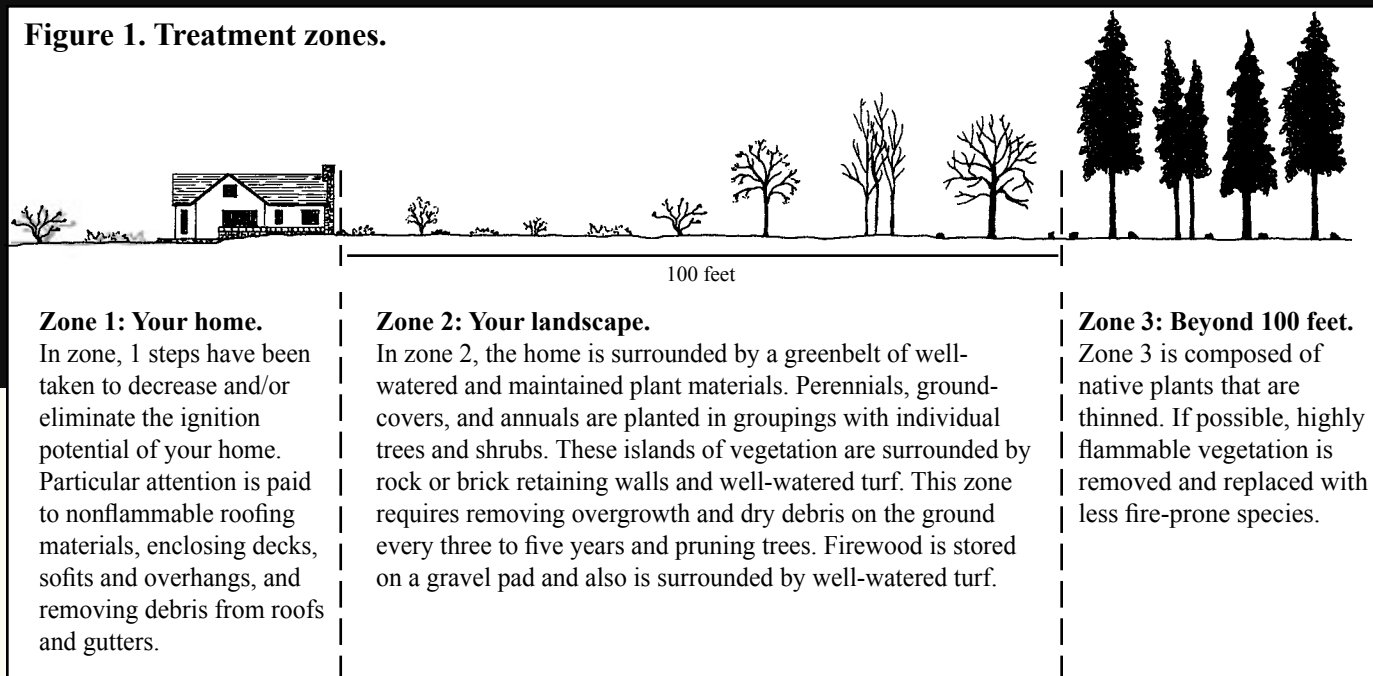 Figure 1. Treatment zones.
100 feet
Zone 1: Your home.
In zone, 1 steps have been
taken to decrease and/or
eliminate the ignition
potential of your home.
Particular attention is paid
to nonflammable roofing
materials, enclosing decks,
sofits and overhangs, and
removing debris from roofs
and gutters.
Zone 2: Your landscape.
In zone 2, the home is surrounded by a greenbelt of well-
watered and maintained plant materials. Perennials, ground-
covers, and annuals are planted in groupings with individual
trees and shrubs. These islands of vegetation are surrounded by
rock or brick retaining walls and well-watered turf. This zone
requires removing overgrowth and dry debris on the ground
every three to five years and pruning trees. Firewood is stored
on a gravel pad and also is surrounded by well-watered turf.
Zone 3: Beyond 100 feet.
Zone 3 is composed of
native plants that are
thinned. If possible, highly
flammable vegetation is
removed and replaced with
less fire-prone species.